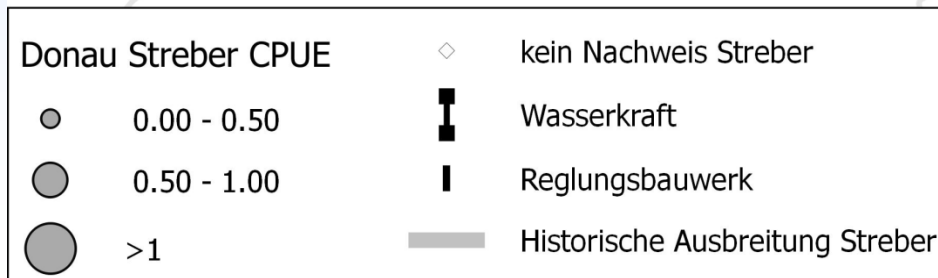 Donau Streber CPUE
0.00 - 0.50
0.50 - 1.00
>1
kein Nachweis Streber
Wasserkraft
Reglungsbauwerk
Historische Ausbreitung Streber